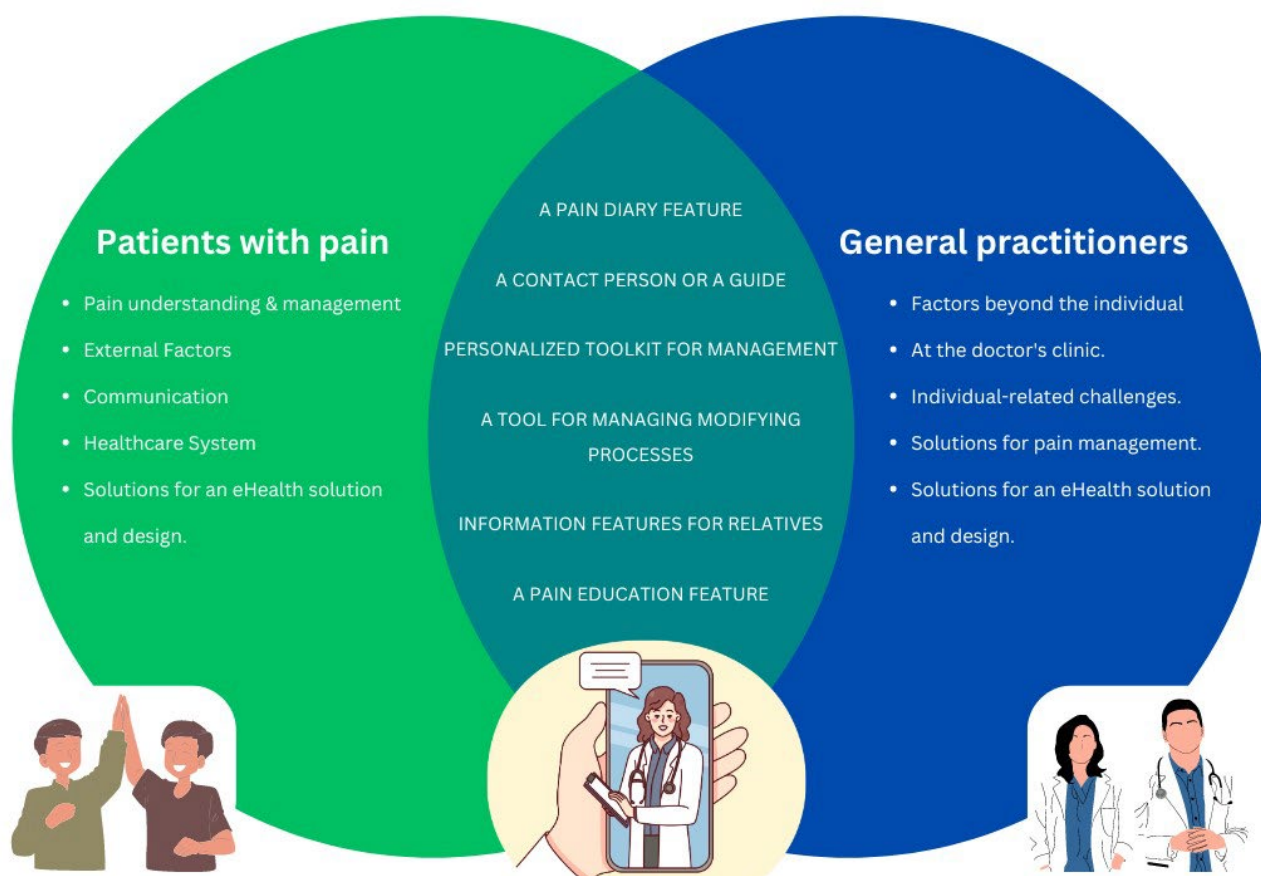 Patients with pain
• Pain understanding & management
• External Factors
• Communication
• Healthcare System
• Solutions for an eHealth solution
and design.
A PAIN DIARY FEATURE
A CONTACT PERSON OR A GUIDE
PERSONALIZED TOOLKIT FOR MANAGEMENT
A TOOL FOR MANAGING MODIFYING
PROCESSES
INFORMATION FEATURES FOR RELATIVES
A PAIN EDUCATION FEATURE
General practitioners
• Factors beyond the individual
• At the doctor's clinic.
• Individual-related challenges.
• Solutions for pain management.
• Solutions for an eHealth solution
and design.